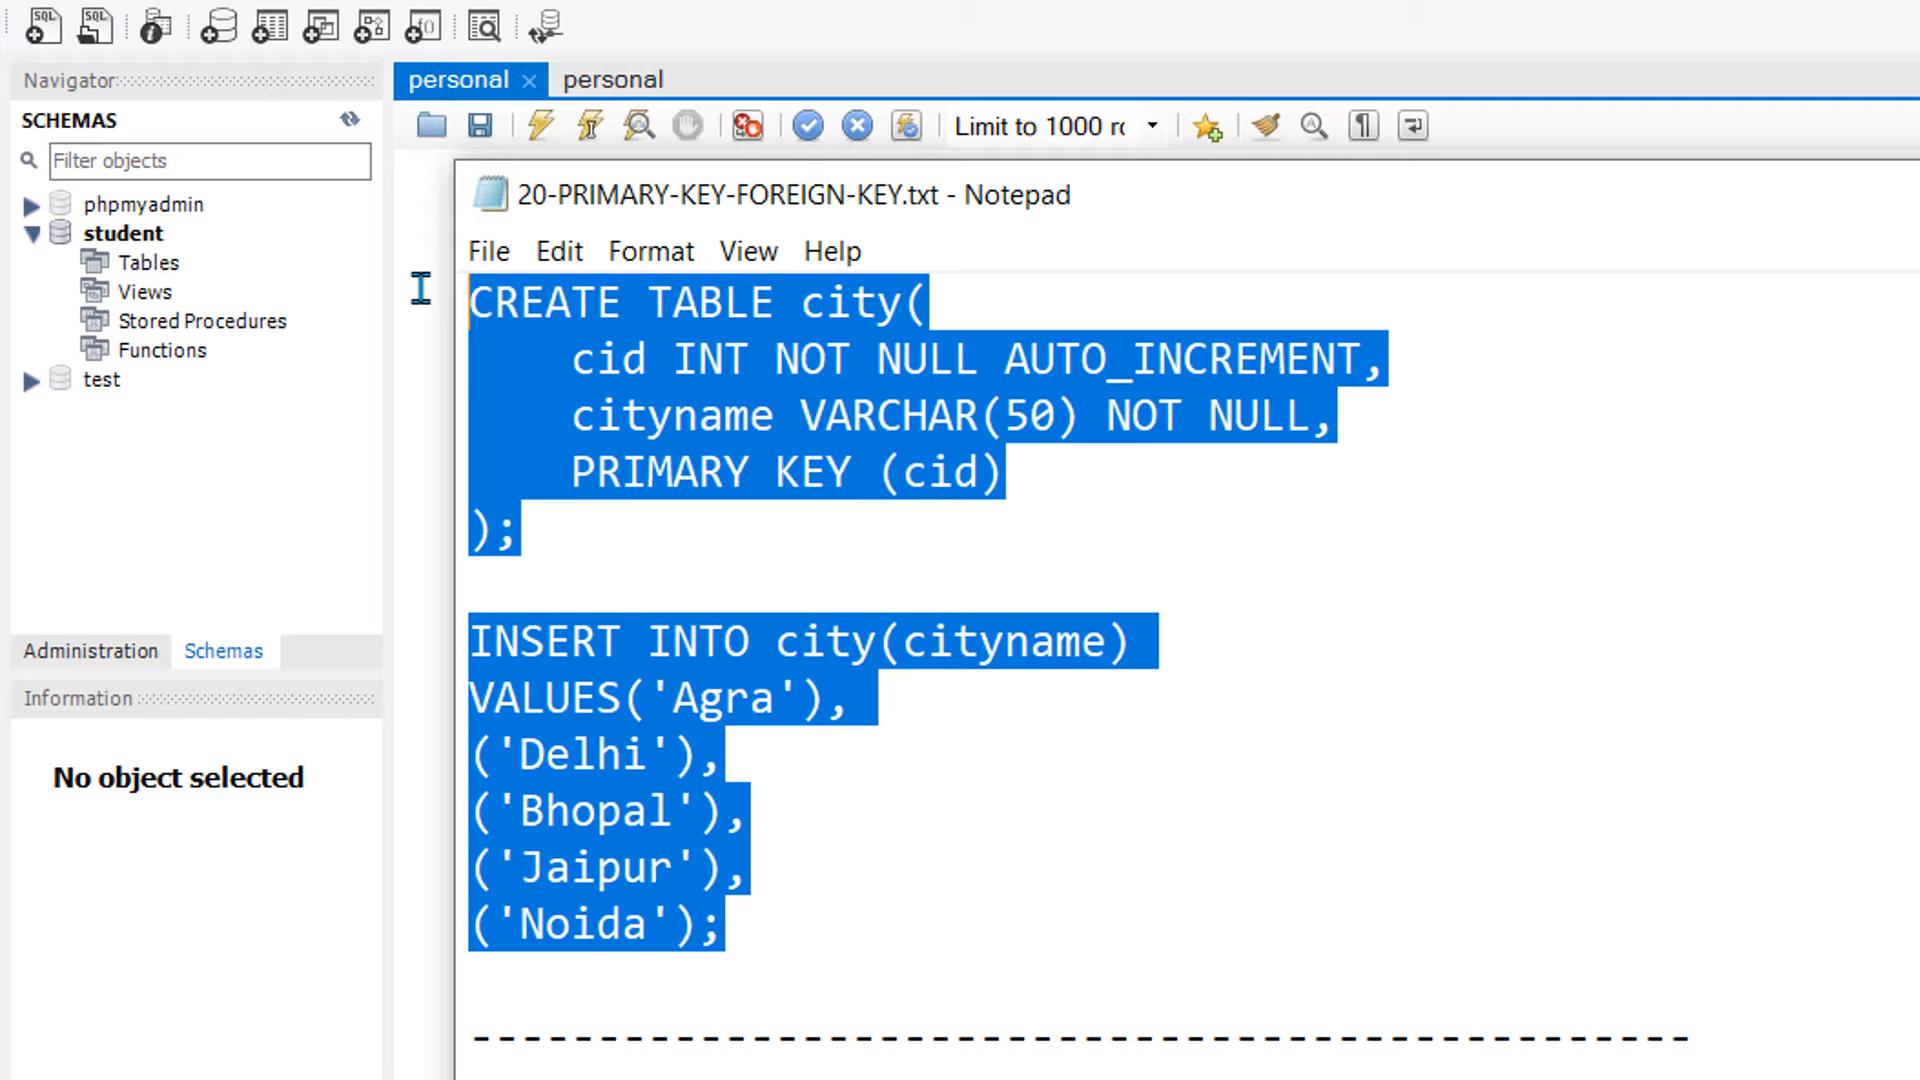 SQL SQL
Navigator
SCHEMAS
Filter objects
phpmyadmin
student
Tables
Views
Stored Procedures
Functions
test
Administration Schemas
Information
No object selected
personal personal
Limit to 1000 rc
20-PRIMARY-KEY-FOREIGN-KEY.txt - Notepad
File Edit Format View Help
CREATE TABLE city(
cid INT NOT NULL AUTO_INCREMENT,
cityname VARCHAR(50) NOT NULL,
PRIMARY KEY (cid)
);
INSERT INTO city(cityname)
VALUES('Agra'),
('Delhi'),
('Bhopal'),
('Jaipur'),
('Noida');
------------------------------------------------